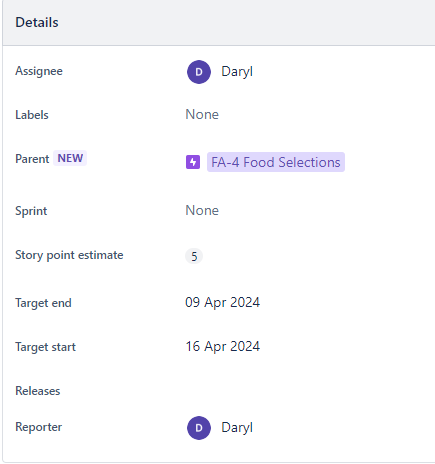 Details
Assignee D Daryl
Labels None
Parent NEW FA-4 Food Selections
Sprint None
Story point estimate 5
Target end 09 Apr 2024
Target start 16 Apr 2024
Releases
Reporter D Daryl